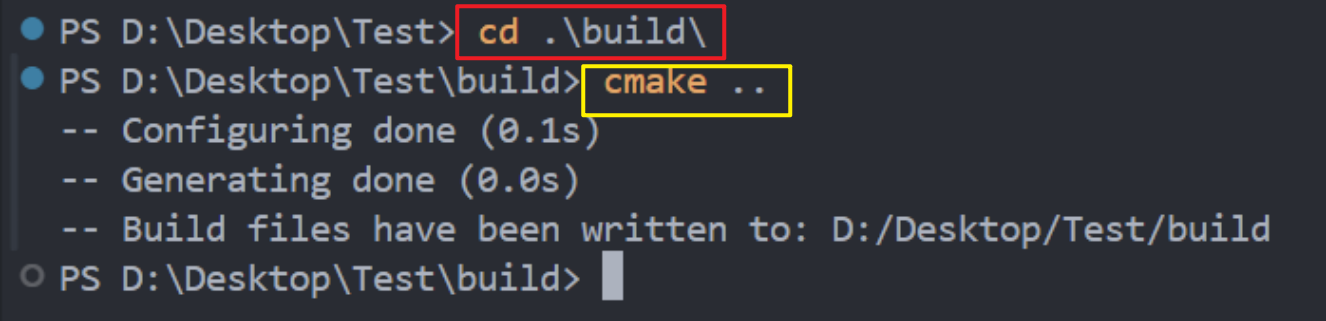 PS D:\Desktop\Test> cd .\build\
PS D:\Desktop\Test\build> cmake ..
-- Configuring done (0.1s)
-- Generating done (0.0s)
-- Build files have been written to: D:/Desktop/Test/build
PS D:\Desktop\Test\build>